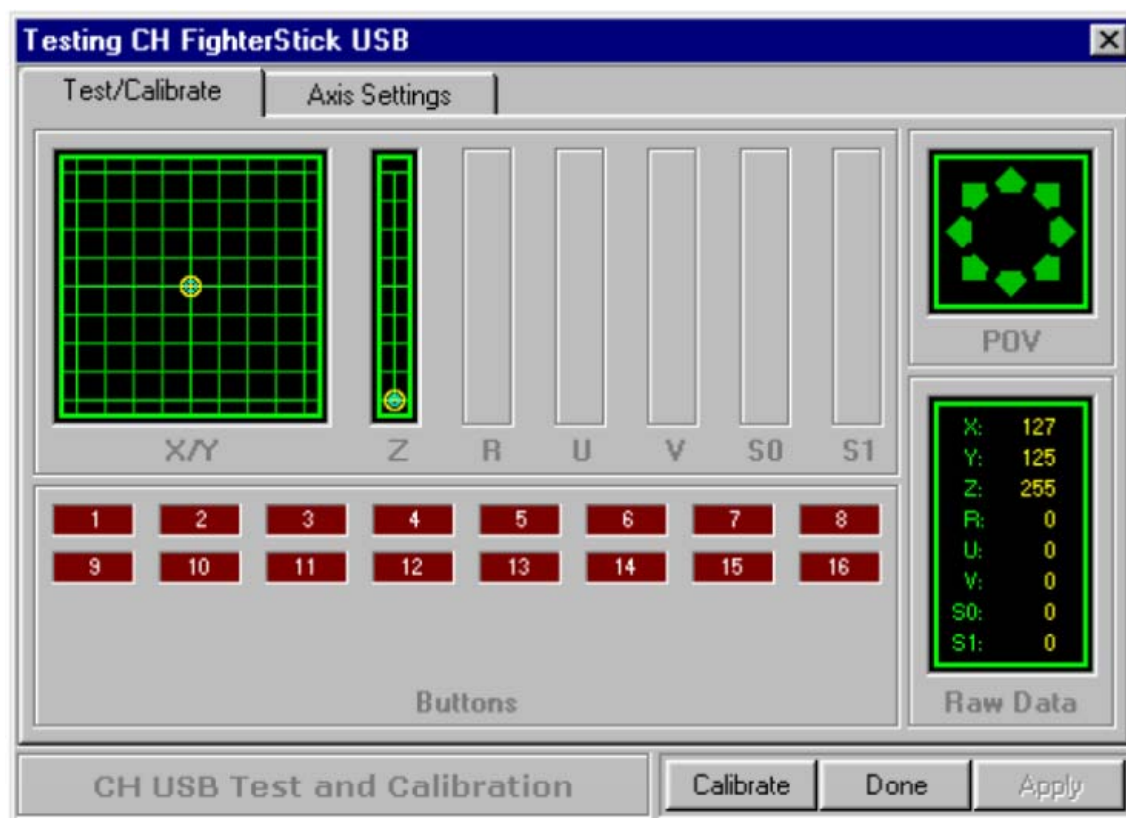 Testing CH FighterStick USB
Test/Calibrate Axis Settings
X/Y Z R U V S0 S1
POV
1 2 3 4 5 6 7 8
9 10 11 12 13 14 15 16
Buttons
X: 127
Y: 125
Z: 255
R: 0
U: 0
V: 0
S0: 0
S1: 0
Raw Data
CH USB Test and Calibration
Calibrate Done Apply